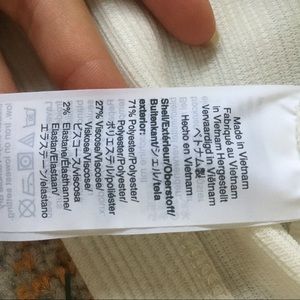 Made in Vietnam
Fabriqué au Vietnam
in Vietnam Hergestellt
ベトナム製
Vervaardigd in Vietnam
Hecho en Vietnam
Shell/Extérieur/Oberstoff/
Buitenkant/シェル/tela
exterior:
71% Polyester/Polyester/
Polyester/Polyester/
ポリエステル/poliéster
27% Viscose/Viscose/
Viskose/Viscose/
ビスコース/viscosa
2% Elastane/Elasthanne/
Elastan/Elastaan/
エラステーン/elastano